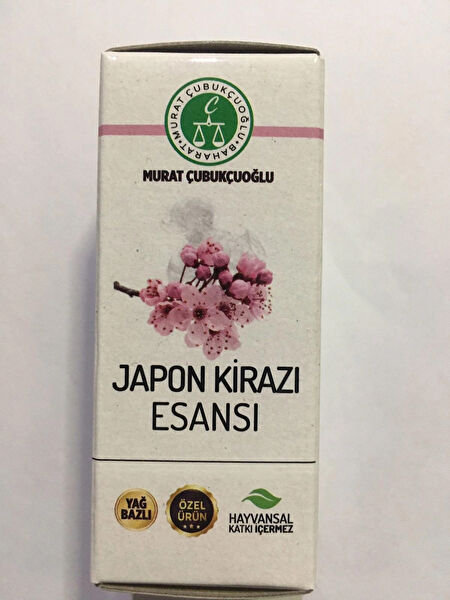 MURAT ÇUBUKÇUOĞLU • BAHARAT •
MURAT ÇUBUKÇUOĞLU
JAPON KİRAZI
ESANSI
YAĞ
BAZLI
ÖZEL
ÜRÜN
HAYVANSAL
KATKI İÇERMEZ